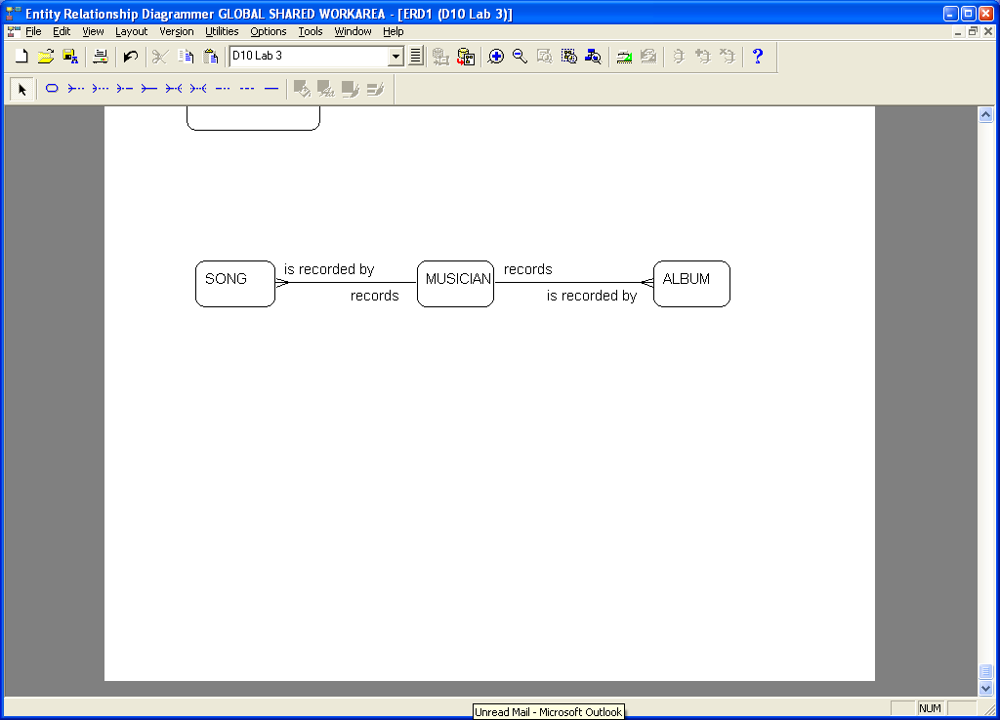 Entity Relationship Diagrammer GLOBAL SHARED WORKAREA - [ERD1 (D10 Lab 3)]
File Edit View Layout Version Utilities Options Tools Window Help
D10 Lab 3
SONG
is recorded by
records
MUSICIAN
records
is recorded by
ALBUM
NUM
Unread Mail - Microsoft Outlook